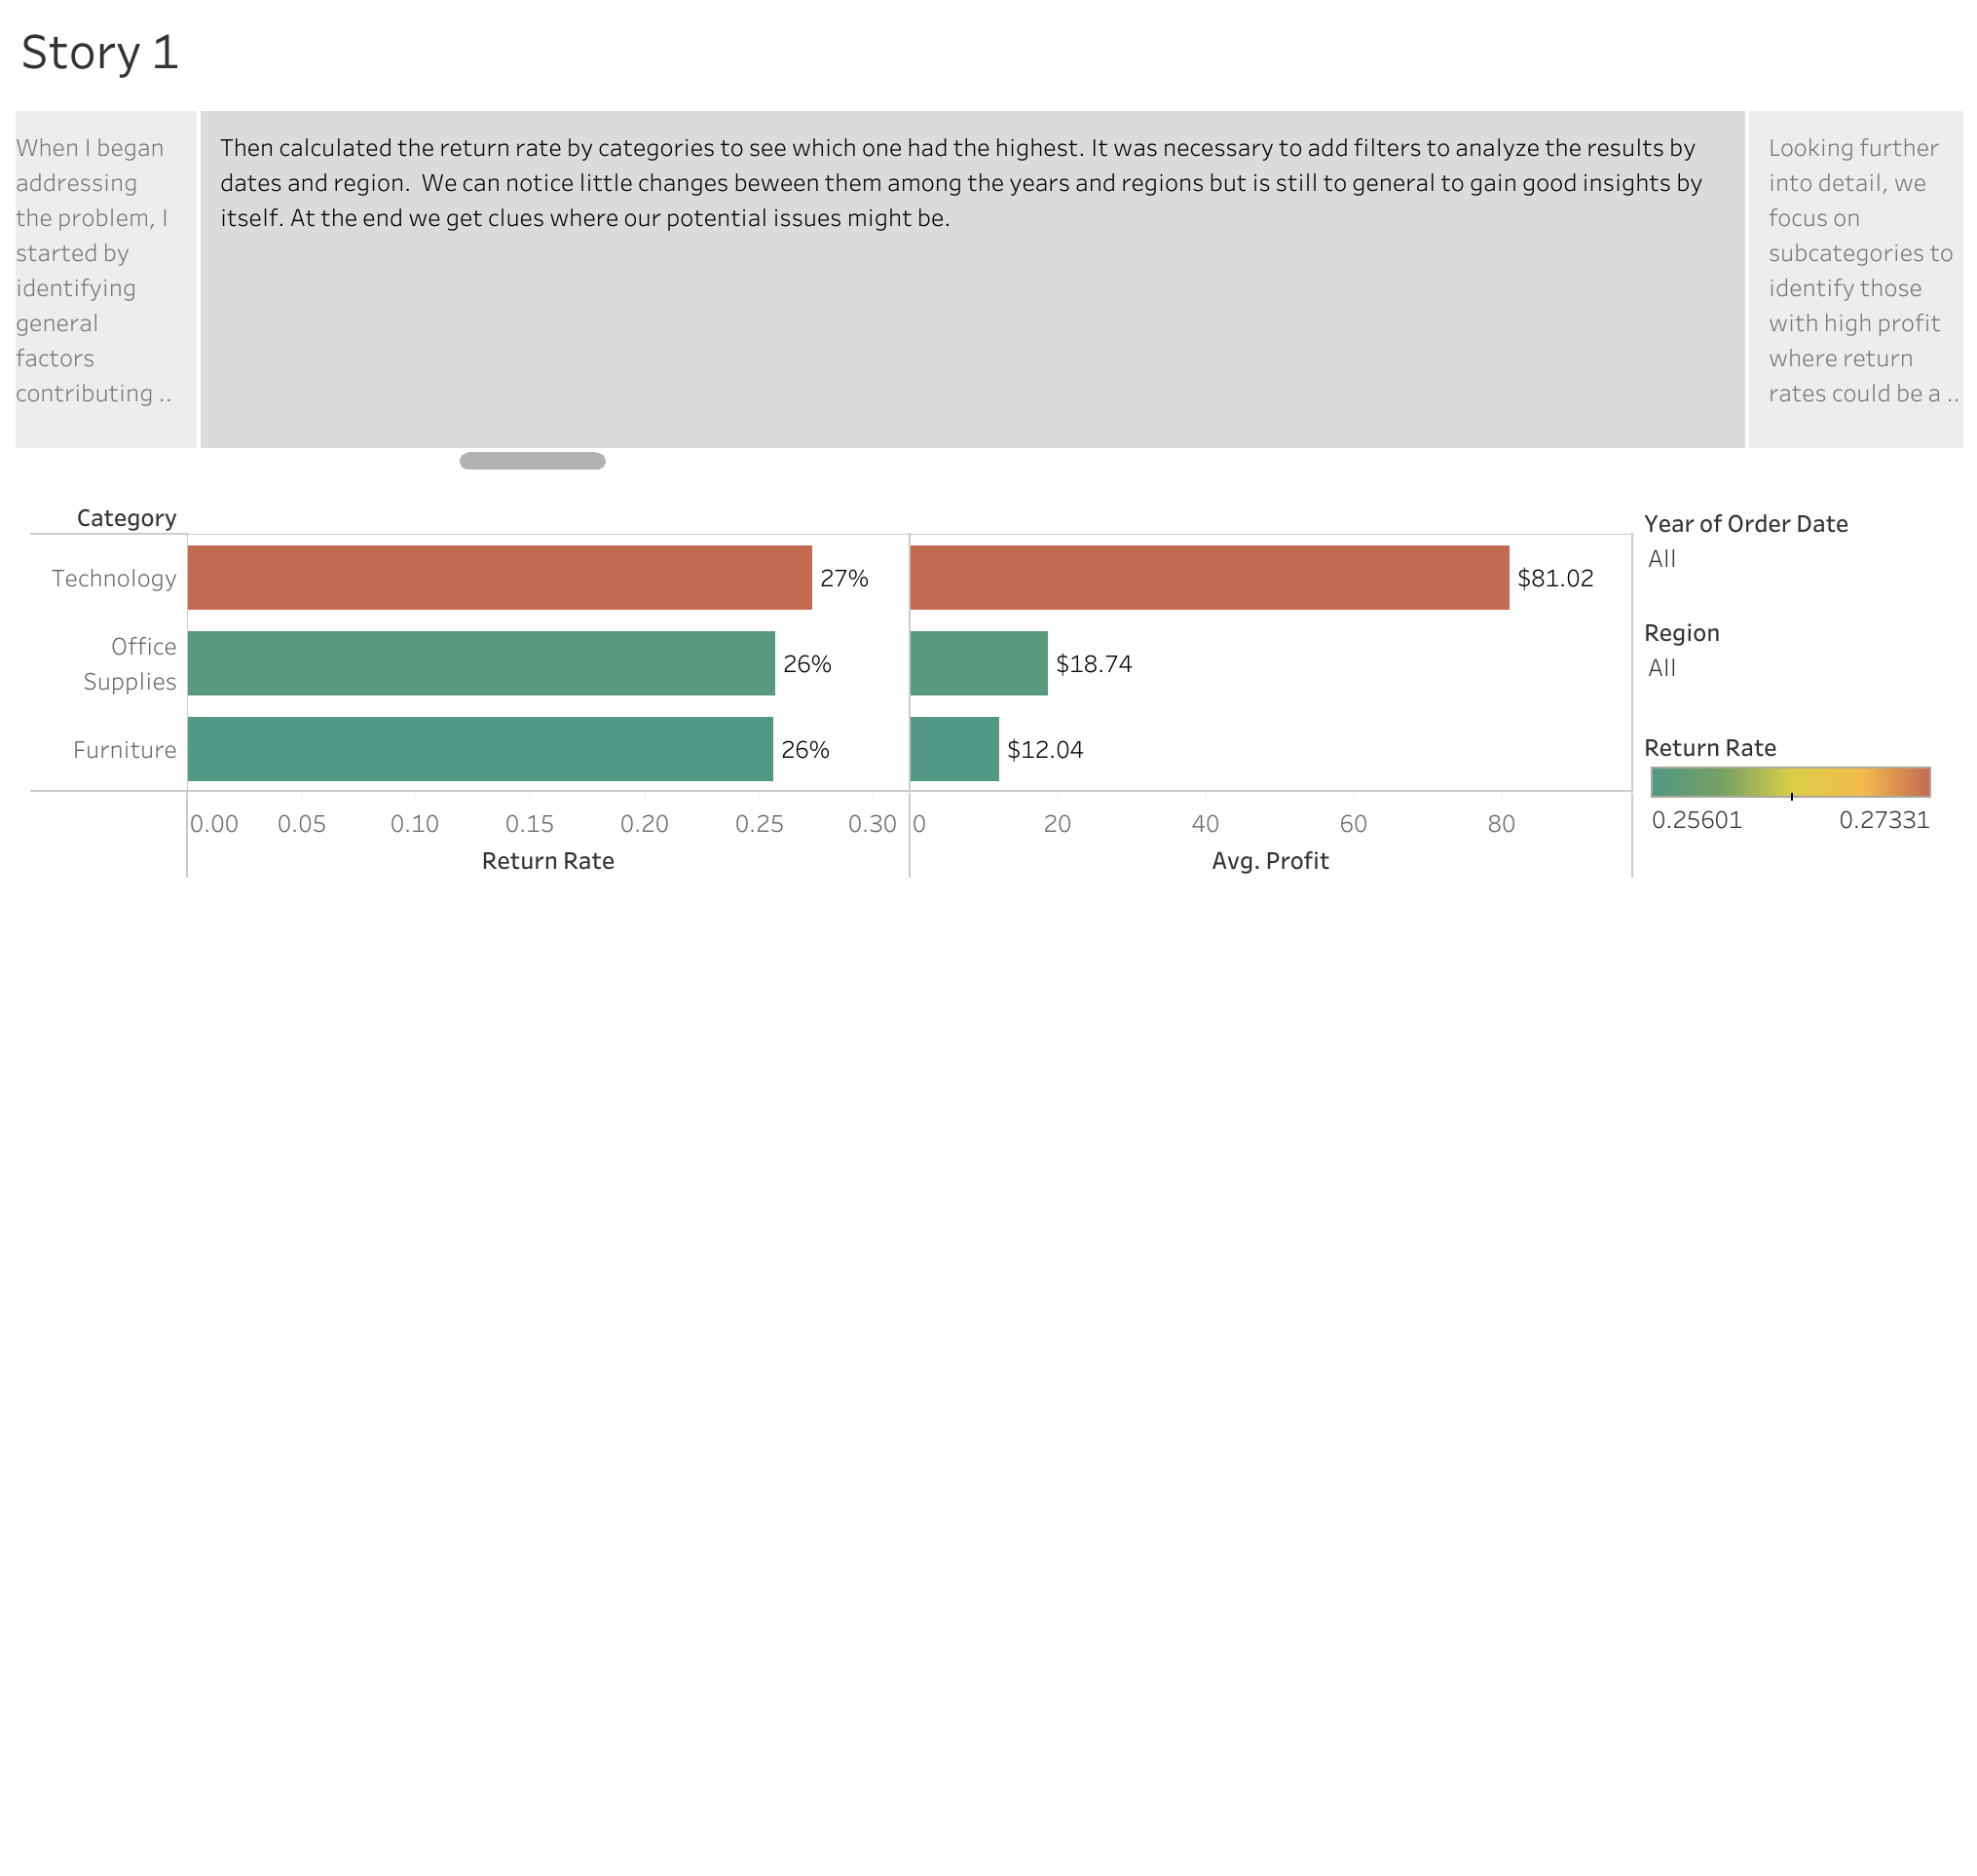 Story 1
When I began
addressing
the problem, I
started by
identifying
general
factors
contributing ..
Then calculated the return rate by categories to see which one had the highest. It was necessary to add filters to analyze the results by
dates and region.  We can notice little changes beween them among the years and regions but is still to general to gain good insights by
itself. At the end we get clues where our potential issues might be.
Looking further
into detail, we
focus on
subcategories to
identify those
with high profit
where return
rates could be a ..
Category
Technology
27%
$81.02
Office
Supplies
26%
$18.74
Furniture
26%
$12.04
0.00 0.05 0.10 0.15 0.20 0.25 0.30
Return Rate
0 20 40 60 80
Avg. Profit
Year of Order Date
All
Region
All
Return Rate
0.25601 0.27331